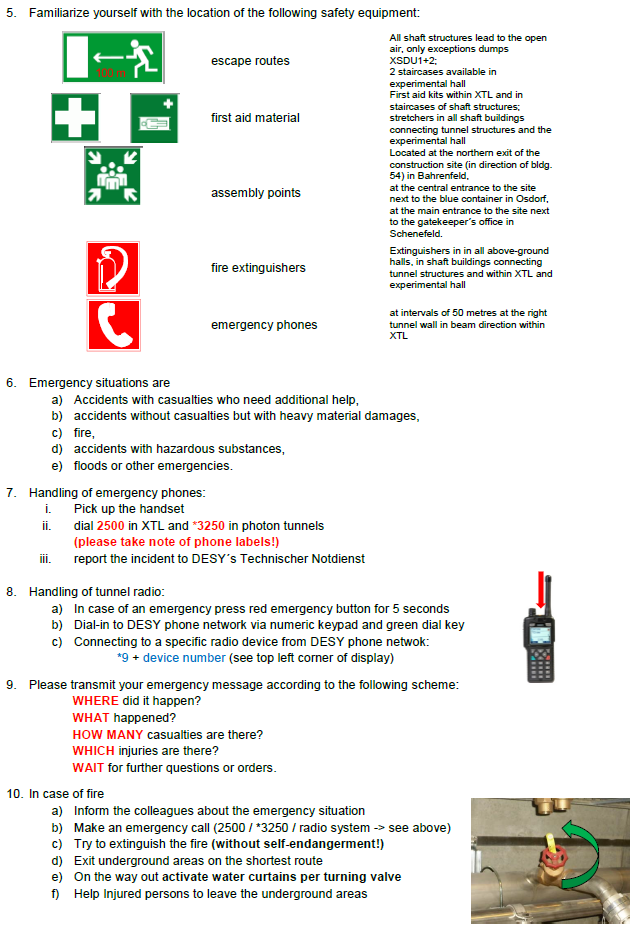 5. Familiarize yourself with the location of the following safety equipment:
100 m
escape routes
All shaft structures lead to the open
air, only exceptions dumps
XSDU1+2;
2 staircases available in
experimental hall
first aid material
First aid kits within XTL and in
staircases of shaft structures;
stretchers in all shaft buildings
connecting tunnel structures and the
experimental hall
assembly points
Located at the northern exit of the
construction site (in direction of bldg.
54) in Bahrenfeld,
at the central entrance to the site
next to the blue container in Osdorf,
at the main entrance to the site next
to the gatekeeper´s office in
Schenefeld.
fire extinguishers
Extinguishers in in all above-ground
halls, in shaft buildings connecting
tunnel structures and within XTL and
experimental hall
emergency phones
at intervals of 50 metres at the right
tunnel wall in beam direction within
XTL
6. Emergency situations are
a) Accidents with casualties who need additional help,
b) accidents without casualties but with heavy material damages,
c) fire,
d) accidents with hazardous substances,
e) floods or other emergencies.
7. Handling of emergency phones:
i. Pick up the handset
ii. dial 2500 in XTL and *3250 in photon tunnels
(please take note of phone labels!)
iii. report the incident to DESY´s Technischer Notdienst
8. Handling of tunnel radio:
a) In case of an emergency press red emergency button for 5 seconds
b) Dial-in to DESY phone network via numeric keypad and green dial key
c) Connecting to a specific radio device from DESY phone netwok:
*9 + device number (see top left corner of display)
9. Please transmit your emergency message according to the following scheme:
WHERE did it happen?
WHAT happened?
HOW MANY casualties are there?
WHICH injuries are there?
WAIT for further questions or orders.
10. In case of fire
a) Inform the colleagues about the emergency situation
b) Make an emergency call (2500 / *3250 / radio system -> see above)
c) Try to extinguish the fire (without self-endangerment!)
d) Exit underground areas on the shortest route
e) On the way out activate water curtains per turning valve
f) Help Injured persons to leave the underground areas